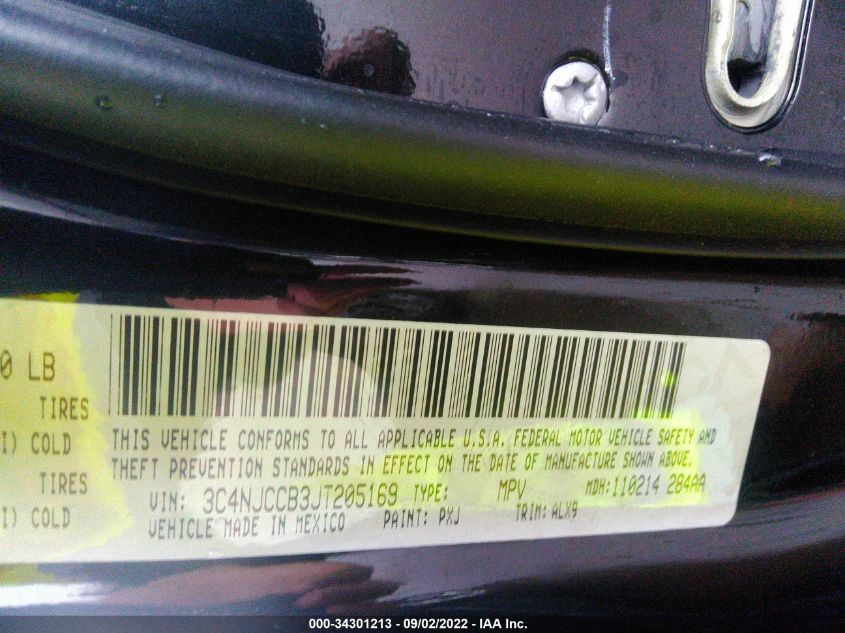 0 LB
TIRES
I) COLD
TIRES
I) COLD
THIS VEHICLE CONFORMS TO ALL APPLICABLE U.S.A. FEDERAL MOTOR VEHICLE SAFETY AND
THEFT PREVENTION STANDARDS IN EFFECT ON THE DATE OF MANUFACTURE SHOWN ABOVE.
VIN: 3C4NJCCB3JT205169 TYPE: MPV MDH:110214 284AA
VEHICLE MADE IN MEXICO PAINT: PXJ TRIM:ALX9
000-34301213 - 09/02/2022 - IAA Inc.